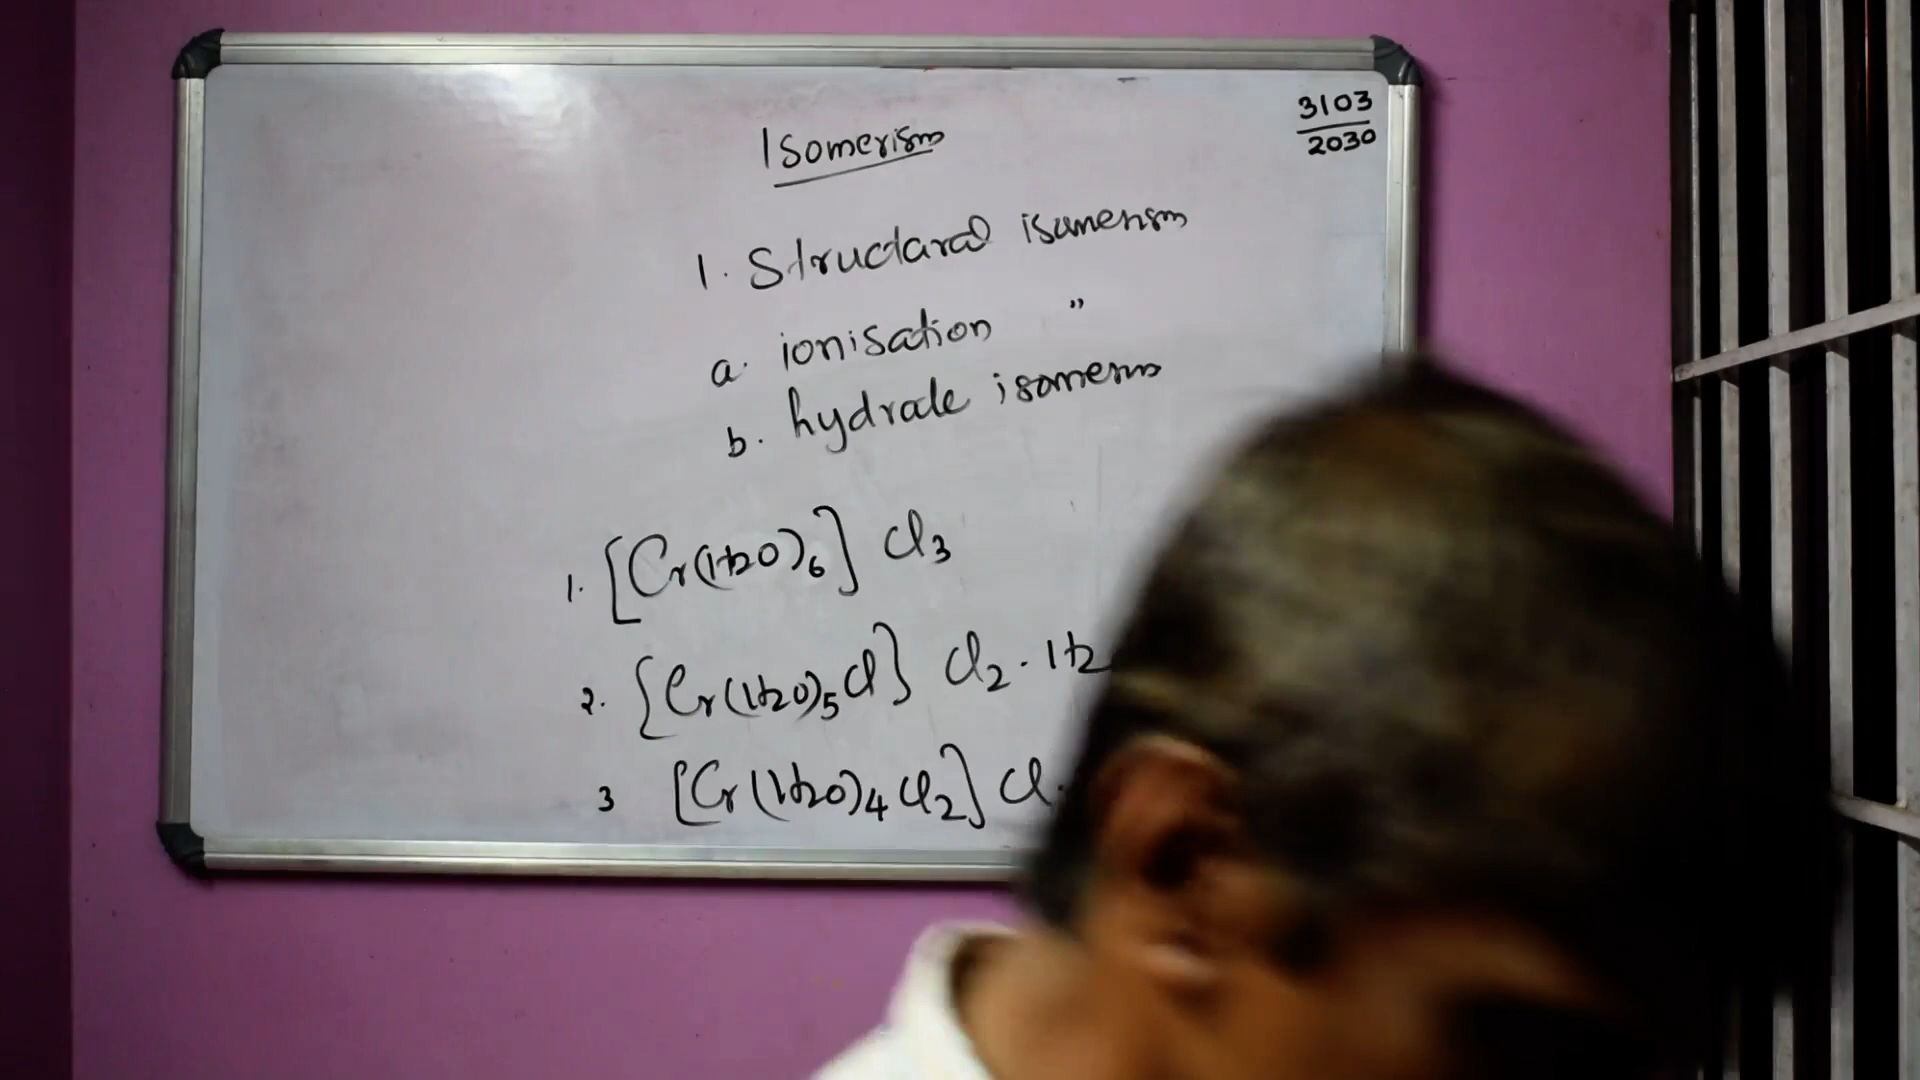 3103
2030
Isomerism
1. Structural isomerism
a. ionisation "
b. hydrate isomerism
1. [Cr(H2O)6] Cl3
2. [Cr(H2O)5Cl] Cl2 . H2
3 [Cr(H2O)4Cl2] Cl.